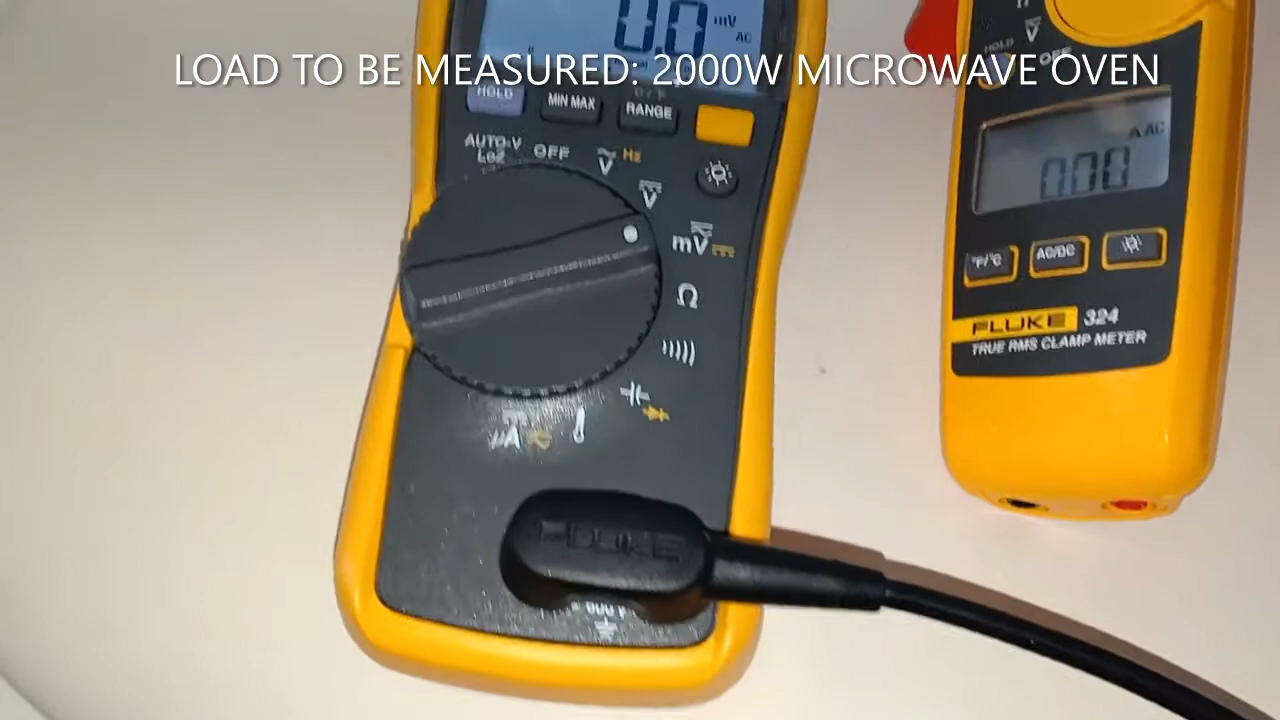 0.0 mV
AC
LOAD TO BE MEASURED: 2000W MICROWAVE OVEN
HOLD
MIN MAX
RANGE
AUTO-V
LoZ
OFF
V
Hz
V
mV
Ω
µA
FLUKE
HOLD
OFF
V
A AC
0.00
°F/°C
AC/DC
FLUKE 324
TRUE RMS CLAMP METER